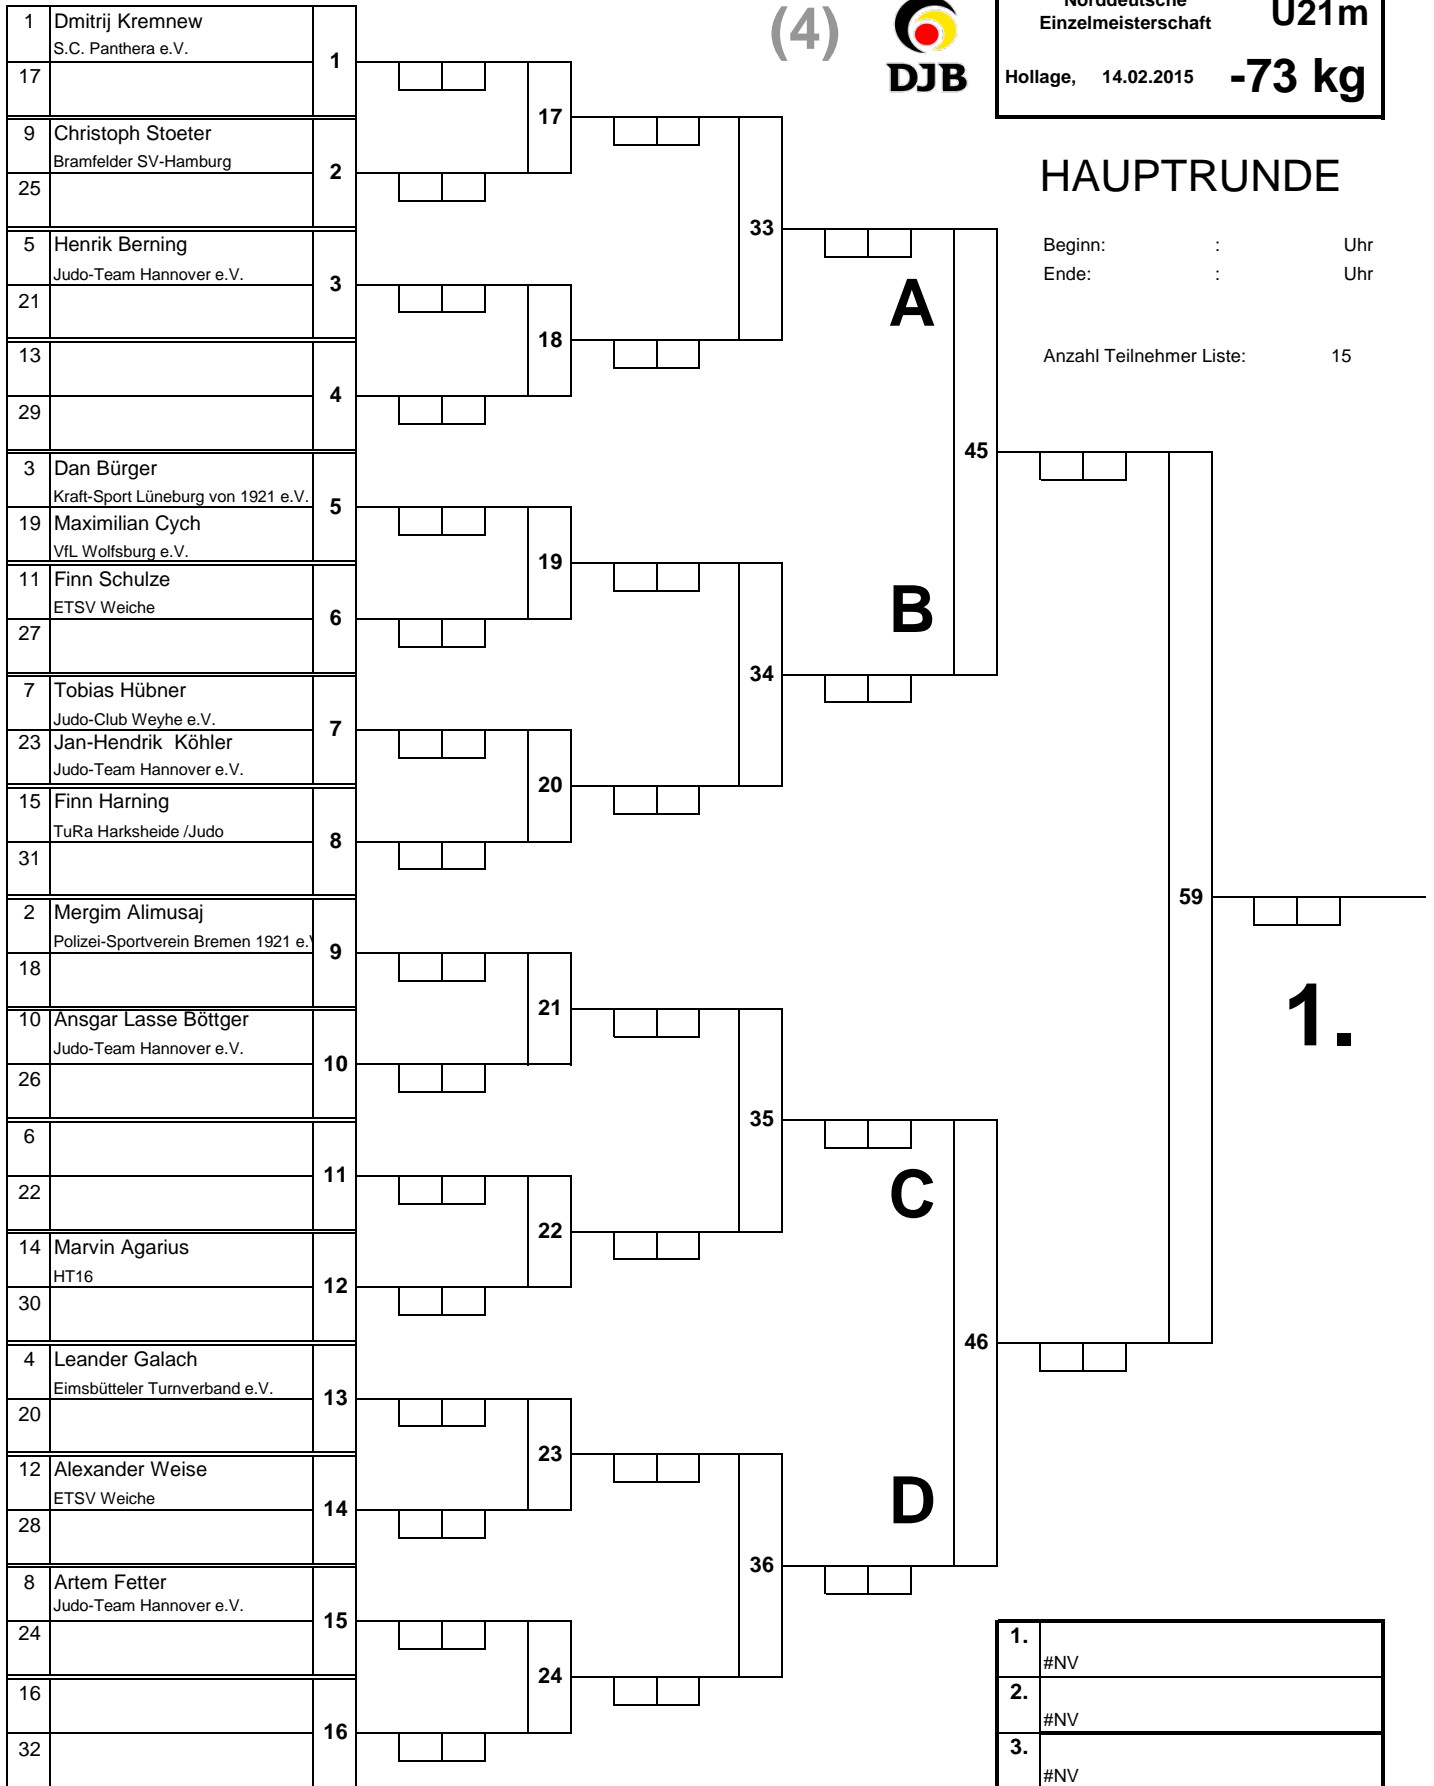 (4)
DJB
Norddeutsche
Einzelmeisterschaft
U21m
Hollage, 14.02.2015 -73 kg
HAUPTRUNDE
Beginn: : Uhr
Ende: : Uhr
Anzahl Teilnehmer Liste: 15
1 Dmitrij Kremnew
S.C. Panthera e.V.
1
17
9 Christoph Stoeter
Bramfelder SV-Hamburg
2
25
5 Henrik Berning
Judo-Team Hannover e.V.
3
21
13
4
29
3 Dan Bürger
Kraft-Sport Lüneburg von 1921 e.V.
5
19 Maximilian Cych
VfL Wolfsburg e.V.
11 Finn Schulze
ETSV Weiche
6
27
7 Tobias Hübner
Judo-Club Weyhe e.V.
7
23 Jan-Hendrik Köhler
Judo-Team Hannover e.V.
15 Finn Harning
TuRa Harksheide /Judo
8
31
2 Mergim Alimusaj
Polizei-Sportverein Bremen 1921 e.V
9
18
10 Ansgar Lasse Böttger
Judo-Team Hannover e.V.
10
26
6
11
22
14 Marvin Agarius
HT16
12
30
4 Leander Galach
Eimsbütteler Turnverband e.V.
13
20
12 Alexander Weise
ETSV Weiche
14
28
8 Artem Fetter
Judo-Team Hannover e.V.
15
24
16
16
32
17
18
19
20
21
22
23
24
33
34
35
36
A
B
C
D
45
46
59
1.
1.
#NV
2.
#NV
3.
#NV